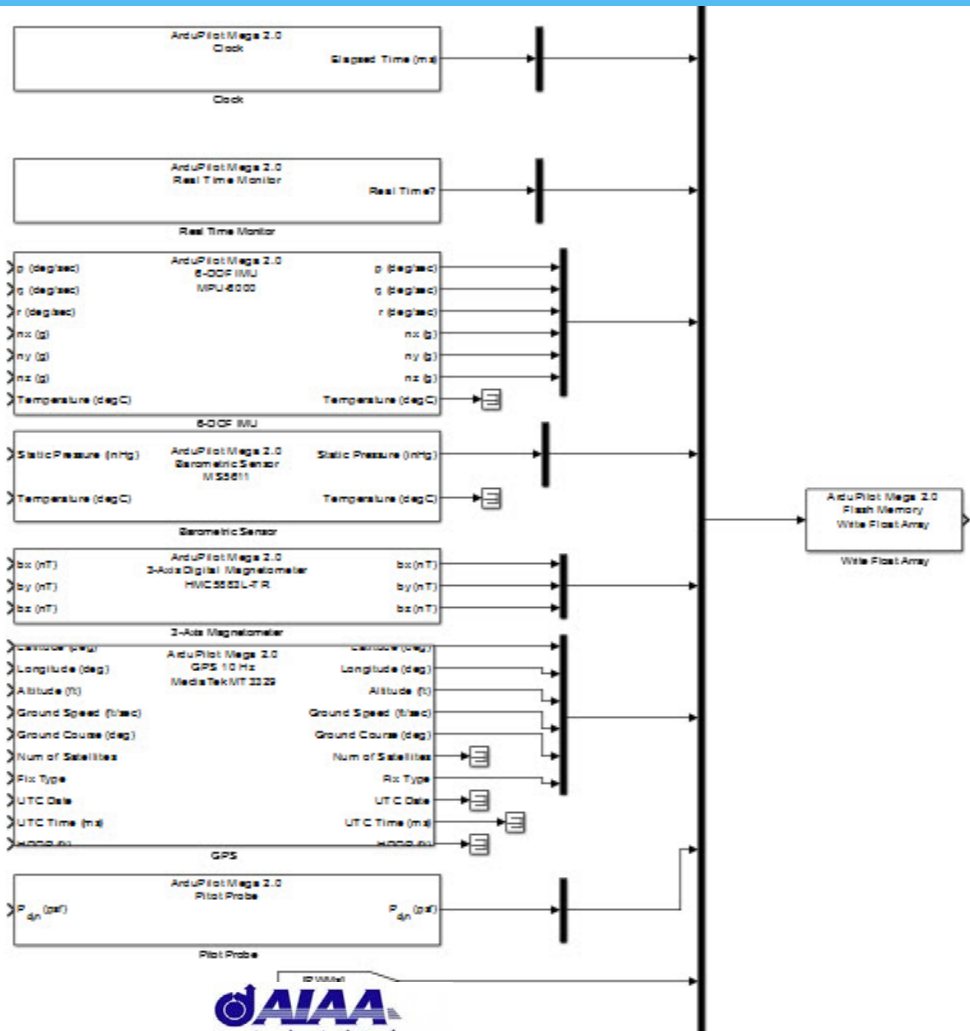 ArduPilot Mega 2.0
Clock
Elapsed Time (ms)
Clock
ArduPilot Mega 2.0
Real Time Monitor
Real Time?
Real Time Monitor
ArduPilot Mega 2.0
6-DOF IMU
MPU-6000
p (deg/sec) p (deg/sec)
q (deg/sec) q (deg/sec)
r (deg/sec) r (deg/sec)
nx (g) nx (g)
ny (g) ny (g)
nz (g) nz (g)
Temperature (degC) Temperature (degC)
6-DOF IMU
ArduPilot Mega 2.0
Barometric Sensor
MS5611
Static Pressure (inHg) Static Pressure (inHg)
Temperature (degC) Temperature (degC)
Barometric Sensor
ArduPilot Mega 2.0
Flash Memory
Write Float Array
Write Float Array
ArduPilot Mega 2.0
3-Axis Digital Magnetometer
HMC5883L-TR
bx (nT) bx (nT)
by (nT) by (nT)
bz (nT) bz (nT)
3-Axis Magnetometer
ArduPilot Mega 2.0
GPS 10 Hz
MediaTek MT3329
Latitude (deg) Latitude (deg)
Longitude (deg) Longitude (deg)
Altitude (ft) Altitude (ft)
Ground Speed (ft/sec) Ground Speed (ft/sec)
Ground Course (deg) Ground Course (deg)
Num of Satellites Num of Satellites
Fix Type Fix Type
UTC Date UTC Date
UTC Time (ms) UTC Time (ms)
GPS
ArduPilot Mega 2.0
Pitot Probe
P dyn (psf) P dyn (psf)
Pitot Probe
AIAA